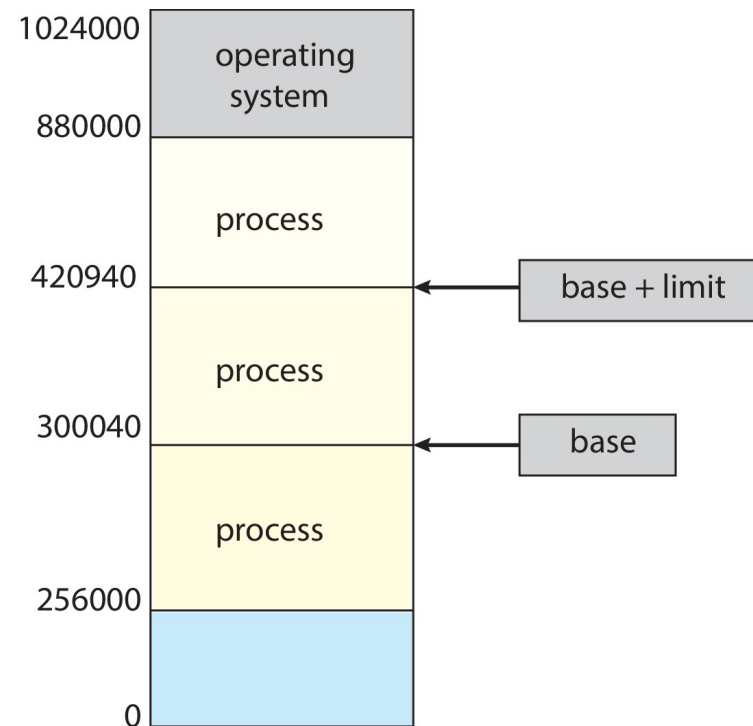 1024000
operating
system
880000
process
420940
base + limit
process
300040
base
process
256000
0